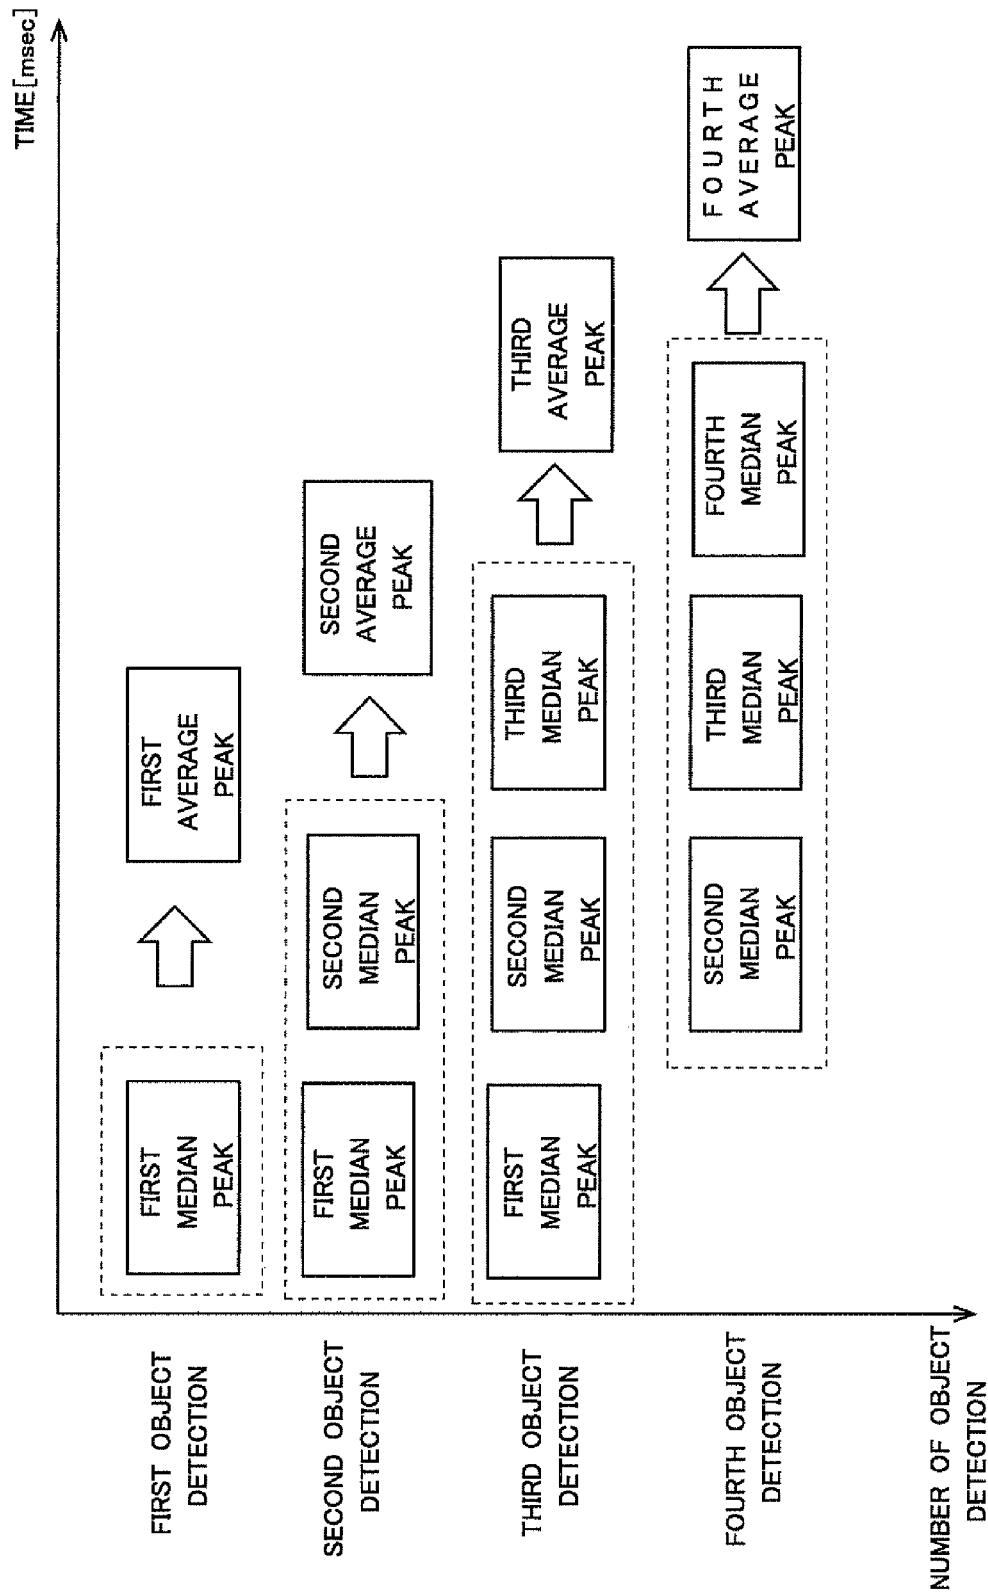 TIME[msec]
FIRST OBJECT
DETECTION
FIRST
MEDIAN
PEAK
FIRST
AVERAGE
PEAK
SECOND OBJECT
DETECTION
FIRST
MEDIAN
PEAK
SECOND
MEDIAN
PEAK
SECOND
AVERAGE
PEAK
THIRD OBJECT
DETECTION
FIRST
MEDIAN
PEAK
SECOND
MEDIAN
PEAK
THIRD
MEDIAN
PEAK
THIRD
AVERAGE
PEAK
FOURTH OBJECT
DETECTION
SECOND
MEDIAN
PEAK
THIRD
MEDIAN
PEAK
FOURTH
MEDIAN
PEAK
FOURTH
AVERAGE
PEAK
NUMBER OF OBJECT
DETECTION